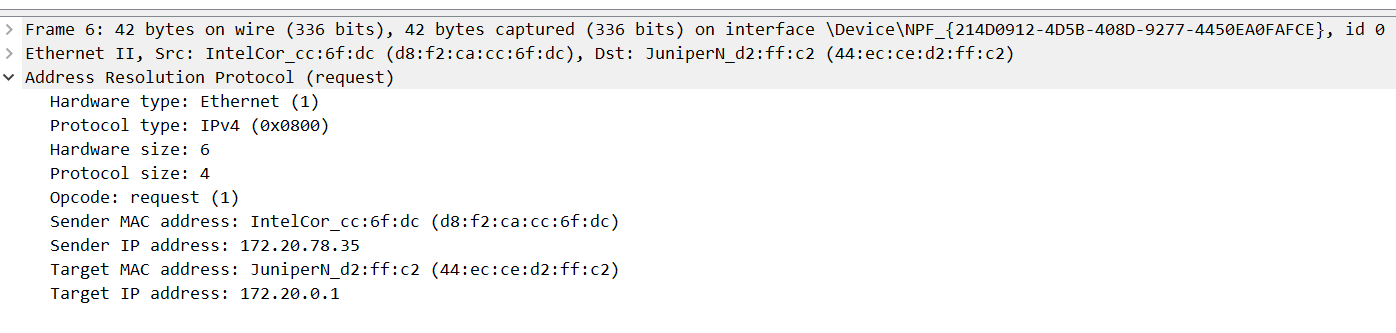 Frame 6: 42 bytes on wire (336 bits), 42 bytes captured (336 bits) on interface \Device\NPF_{214D0912-4D5B-408D-9277-4450EA0FAFCE}, id 0
Ethernet II, Src: IntelCor_cc:6f:dc (d8:f2:ca:cc:6f:dc), Dst: JuniperN_d2:ff:c2 (44:ec:ce:d2:ff:c2)
Address Resolution Protocol (request)
Hardware type: Ethernet (1)
Protocol type: IPv4 (0x0800)
Hardware size: 6
Protocol size: 4
Opcode: request (1)
Sender MAC address: IntelCor_cc:6f:dc (d8:f2:ca:cc:6f:dc)
Sender IP address: 172.20.78.35
Target MAC address: JuniperN_d2:ff:c2 (44:ec:ce:d2:ff:c2)
Target IP address: 172.20.0.1